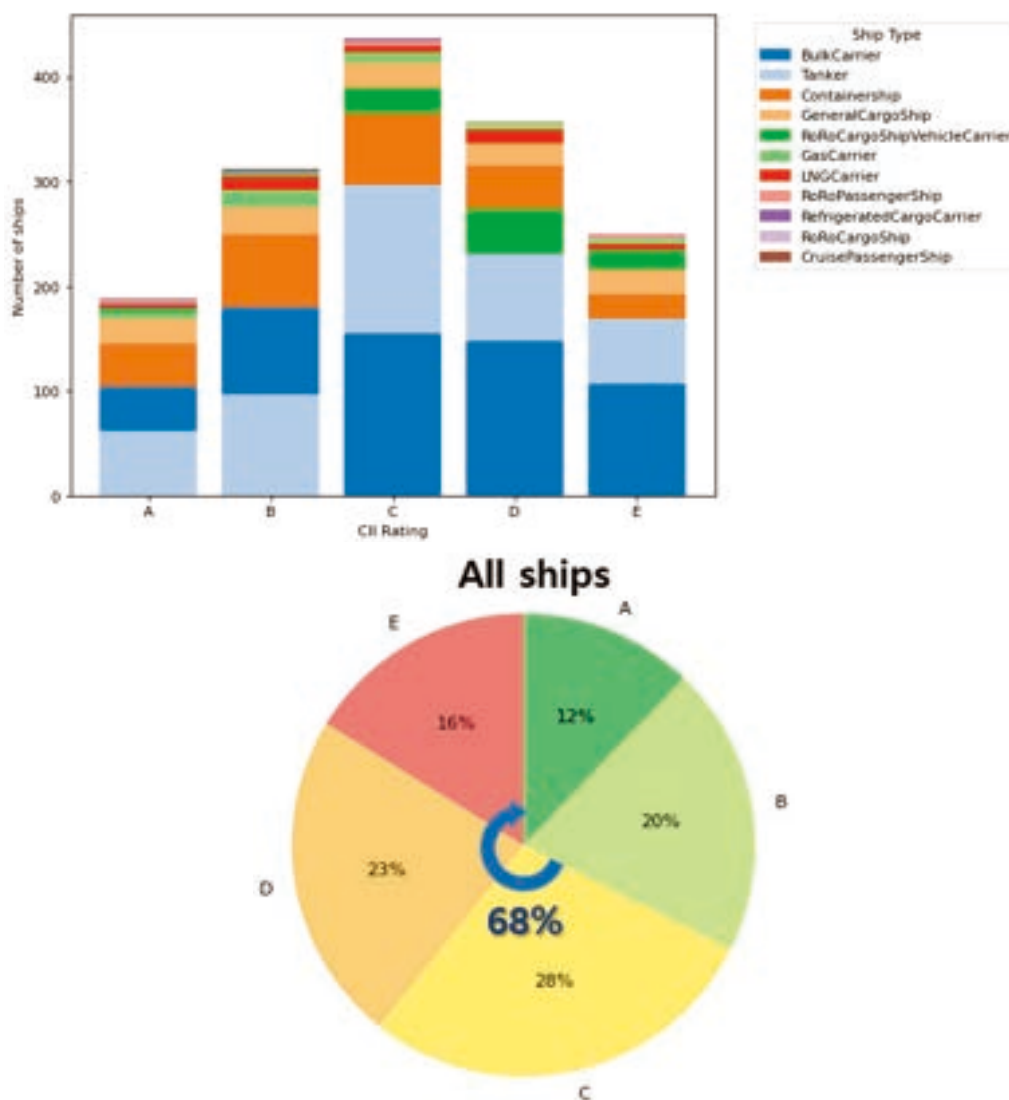 Number of ships
400
300
200
100
0
A
B
C
D
E
CII Rating
Ship Type
BulkCarrier
Tanker
Containership
GeneralCargoShip
RoRoCargoShipVehicleCarrier
GasCarrier
LNGCarrier
RoRoPassengerShip
RefrigeratedCargoCarrier
RoRoCargoShip
CruisePassengerShip
All ships
E
A
16%
12%
B
20%
D
23%
68%
28%
C